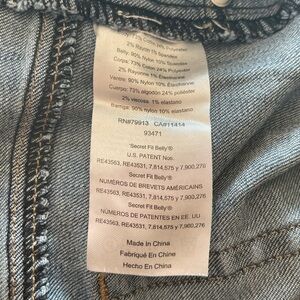 Body: 73% Cotton 24% Polyester
2% Rayon 1% Spandex
Belly: 90% Nylon 10% Spandex
Corps: 73% Coton 24% Polyester
2% Rayonne 1% Élasthanne
Ventre: 90% Nylon 10% Élasthanne
Cuerpo: 73% algodón 24% poliéster
2% viscosa 1% elastano
Barriga: 90% nylon 10% elastano
RN#79913 CA#11414
93471
Secret Fit Belly®
U.S. PATENT Nos.
RE43563, RE43531, 7,814,575 y 7,900,276
Secret Fit Belly®
NUMÉROS DE BREVETS AMÉRICAINS
RE43563, RE43531, 7,814,575 y 7,900,276
Secret Fit Belly®
NÚMEROS DE PATENTES EN EE. UU
RE43563, RE43531, 7,814,575 y 7,900,276
Made In China
Fabriqué En Chine
Hecho En China